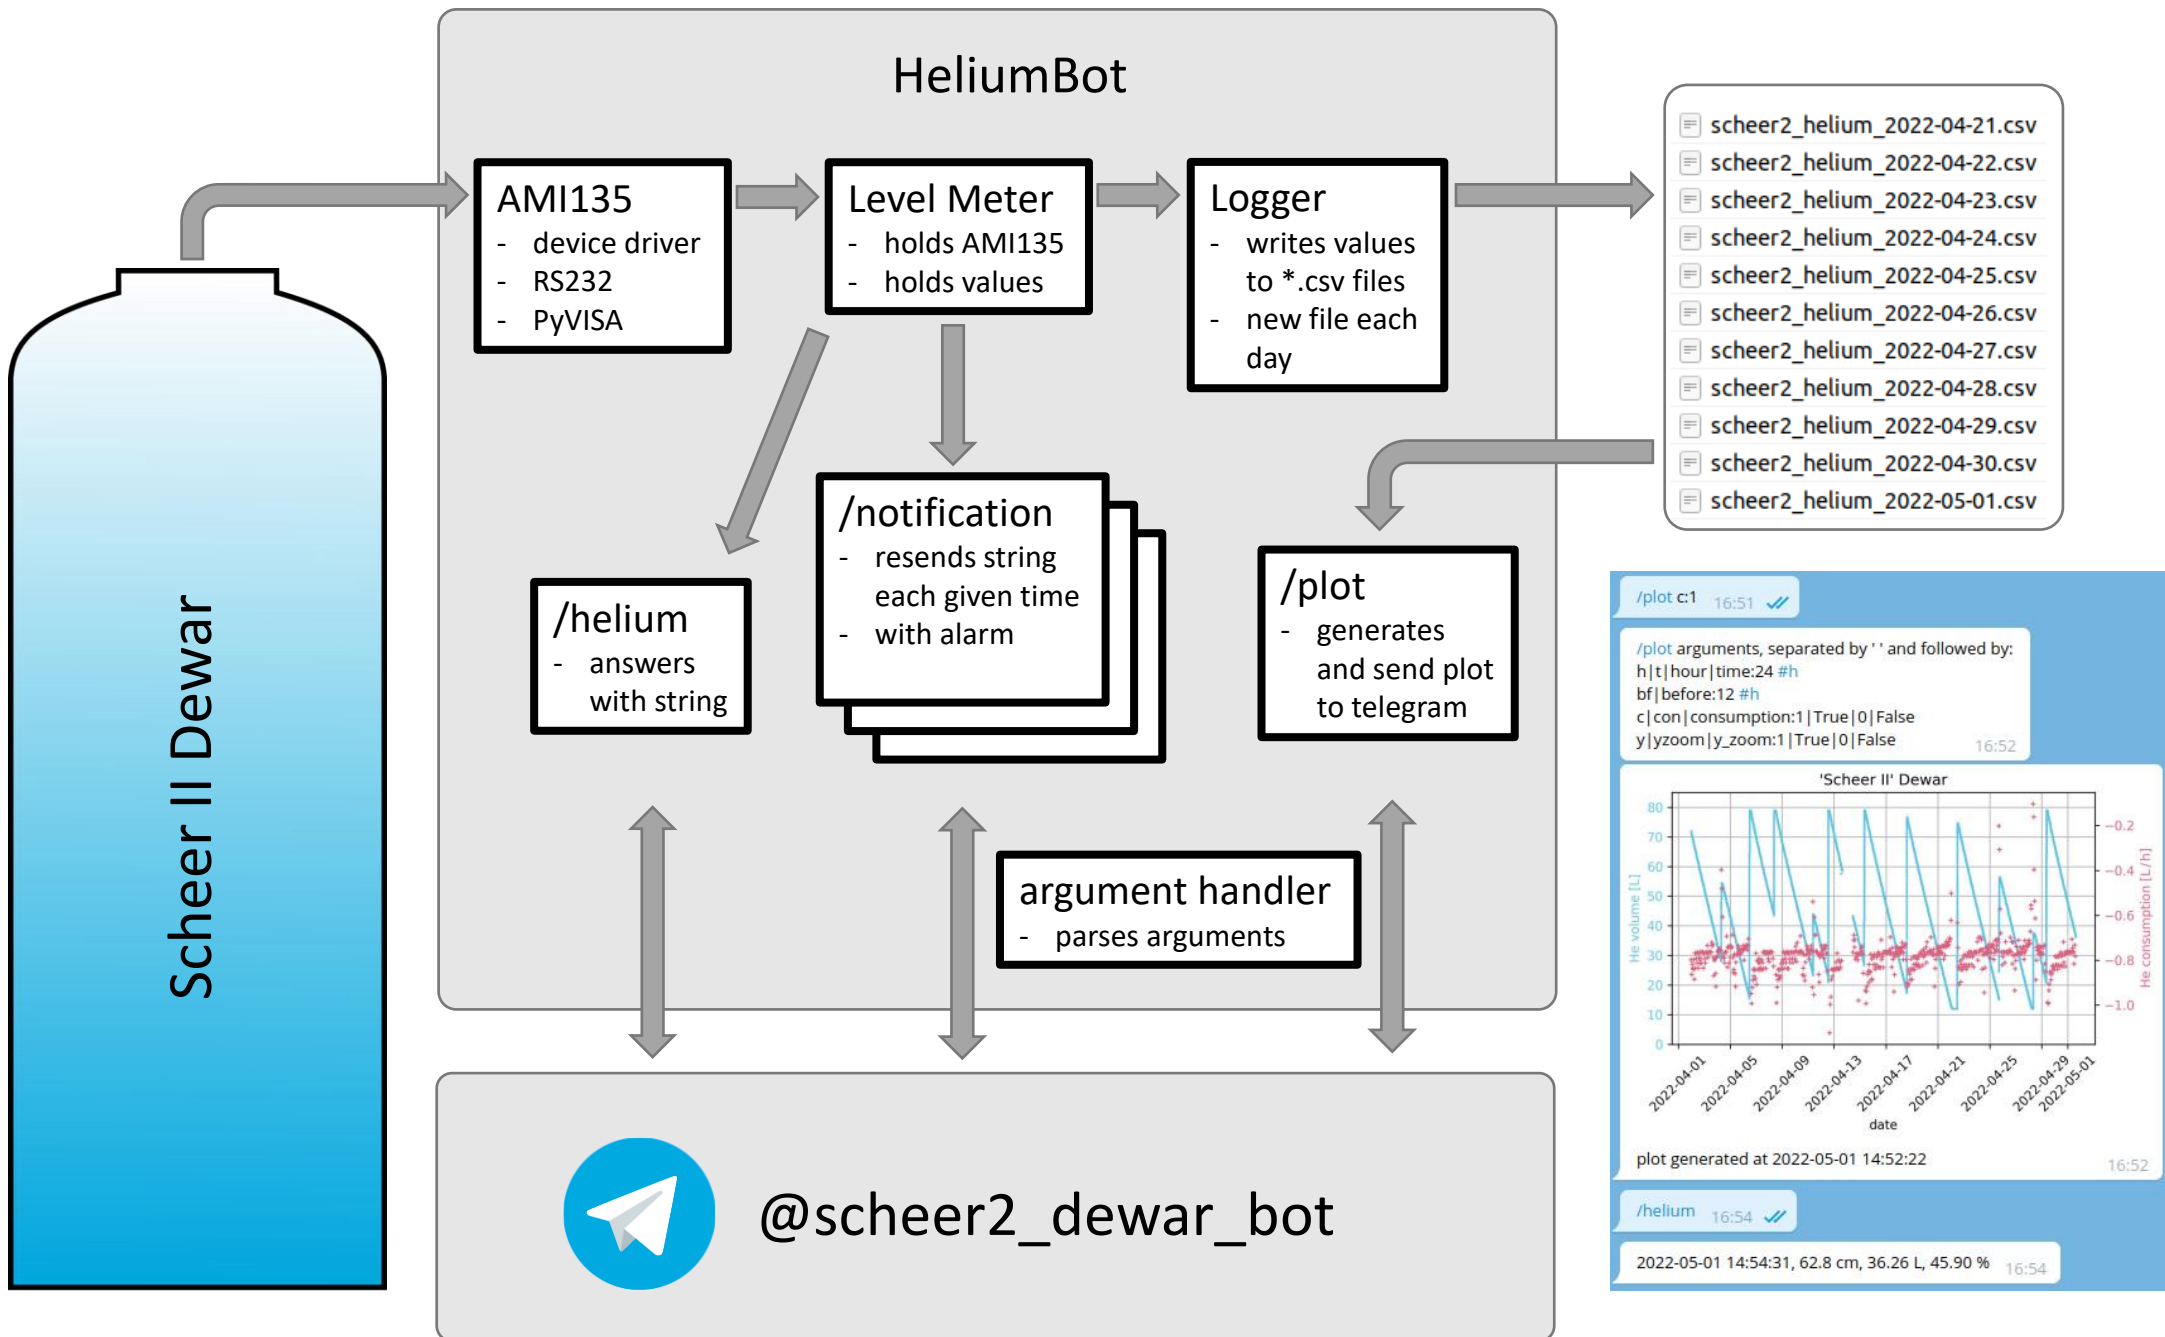 HeliumBot
Scheer II Dewar
AMI135
- device driver
- RS232
- PyVISA
Level Meter
- holds AMI135
- holds values
Logger
- writes values
to *.csv files
- new file each
day
scheer2_helium_2022-04-21.csv
scheer2_helium_2022-04-22.csv
scheer2_helium_2022-04-23.csv
scheer2_helium_2022-04-24.csv
scheer2_helium_2022-04-25.csv
scheer2_helium_2022-04-26.csv
scheer2_helium_2022-04-27.csv
scheer2_helium_2022-04-28.csv
scheer2_helium_2022-04-29.csv
scheer2_helium_2022-04-30.csv
scheer2_helium_2022-05-01.csv
/helium
- answers
with string
/notification
- resends string
each given time
- with alarm
/plot
- generates
and send plot
to telegram
argument handler
- parses arguments
@scheer2_dewar_bot
/plot c:1 16:51
/plot arguments, separated by ' ' and followed by:
h|t|hour|time:24 #h
bf|before:12 #h
c|con|consumption:1|True|0|False
y|yzoom|y_zoom:1|True|0|False 16:52
'Scheer II' Dewar
He volume [L]
80
70
60
50
40
30
20
10
0
He consumption [L/h]
−0.2
−0.4
−0.6
−0.8
−1.0
2022-04-01
2022-04-05
2022-04-09
2022-04-13
2022-04-17
2022-04-21
2022-04-25
2022-04-29
2022-05-01
date
plot generated at 2022-05-01 14:52:22 16:52
/helium 16:54
2022-05-01 14:54:31, 62.8 cm, 36.26 L, 45.90 % 16:54